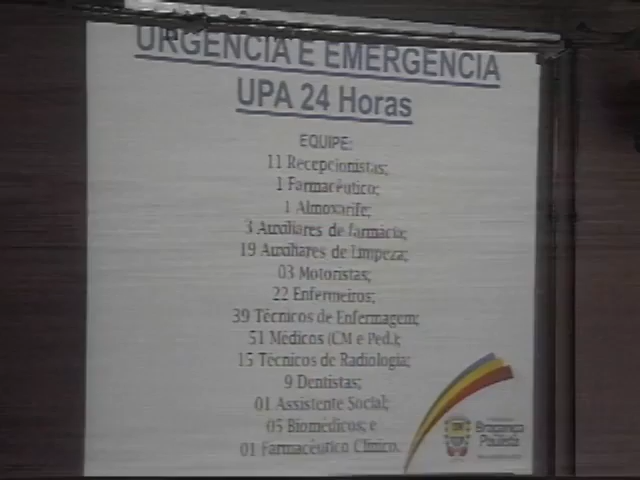 URGÊNCIA E EMERGÊNCIA
UPA 24 Horas
EQUIPE:
11 Recepcionistas;
1 Farmacêutico;
1 Almoxarife;
3 Auxiliares de farmácia;
19 Auxiliares de Limpeza;
03 Motoristas;
22 Enfermeiros;
39 Técnicos de Enfermagem;
51 Médicos (CM e Ped.);
15 Técnicos de Radiologia;
9 Dentistas;
01 Assistente Social;
05 Biomédicos; e
01 Farmacêutico Clínico.
Bragança
Paulista